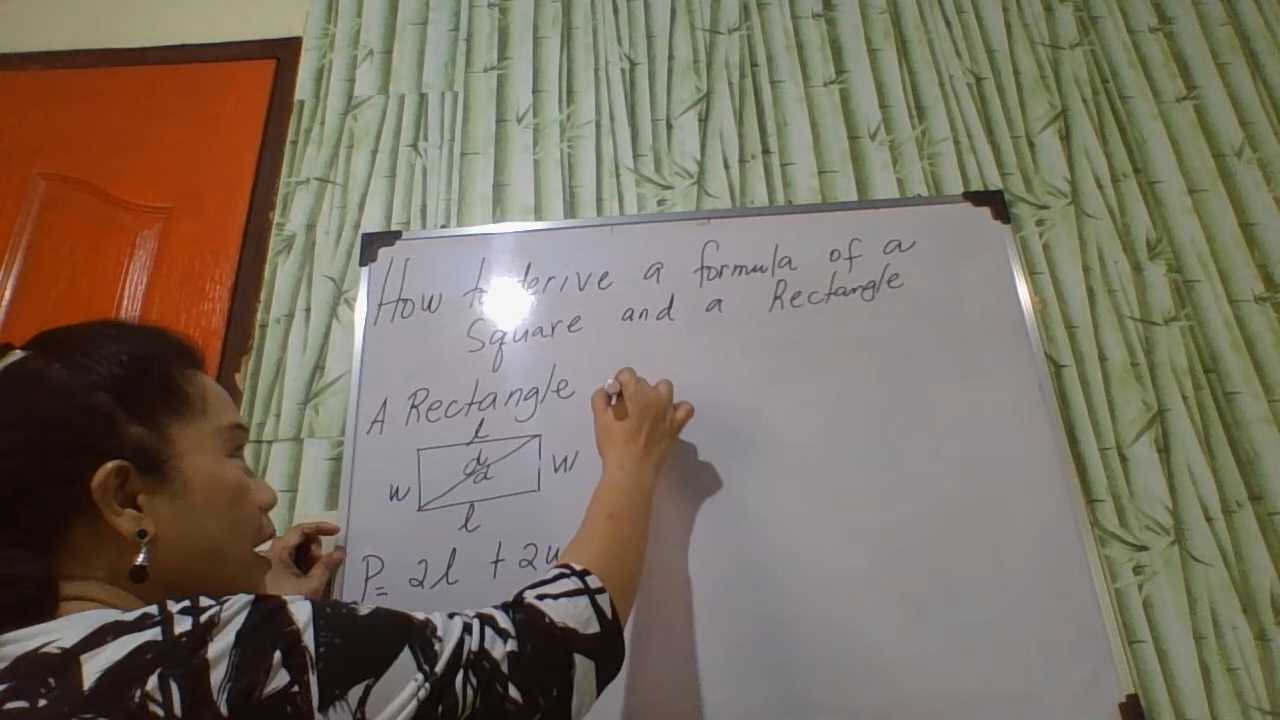 How to derive a formula of a
Square and a Rectangle
A Rectangle
l
d
d
w
W
l
P= 2l + 2w